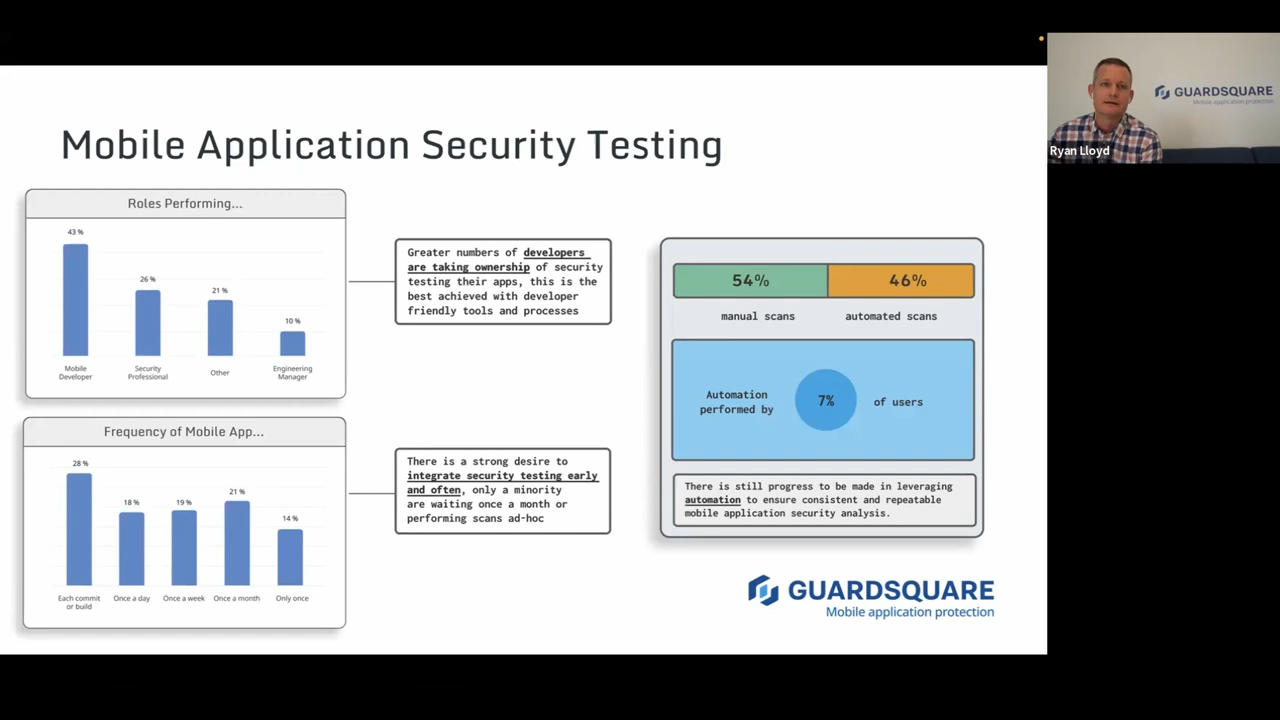 Mobile Application Security Testing
Roles Performing...
43 %
26 %
21 %
10 %
Mobile
Developer
Security
Professional
Other
Engineering
Manager
Greater numbers of developers
are taking ownership of security
testing their apps, this is the
best achieved with developer
friendly tools and processes
Frequency of Mobile App...
28 %
18 %
19 %
21 %
14 %
Each commit
or build
Once a day
Once a week
Once a month
Only once
There is a strong desire to
integrate security testing early
and often, only a minority
are waiting once a month or
performing scans ad-hoc
54%
46%
manual scans
automated scans
Automation
performed by
7%
of users
There is still progress to be made in leveraging
automation to ensure consistent and repeatable
mobile application security analysis.
GUARDSQUARE
Mobile application protection
GUARDSQUARE
Mobile application protection
Ryan Lloyd